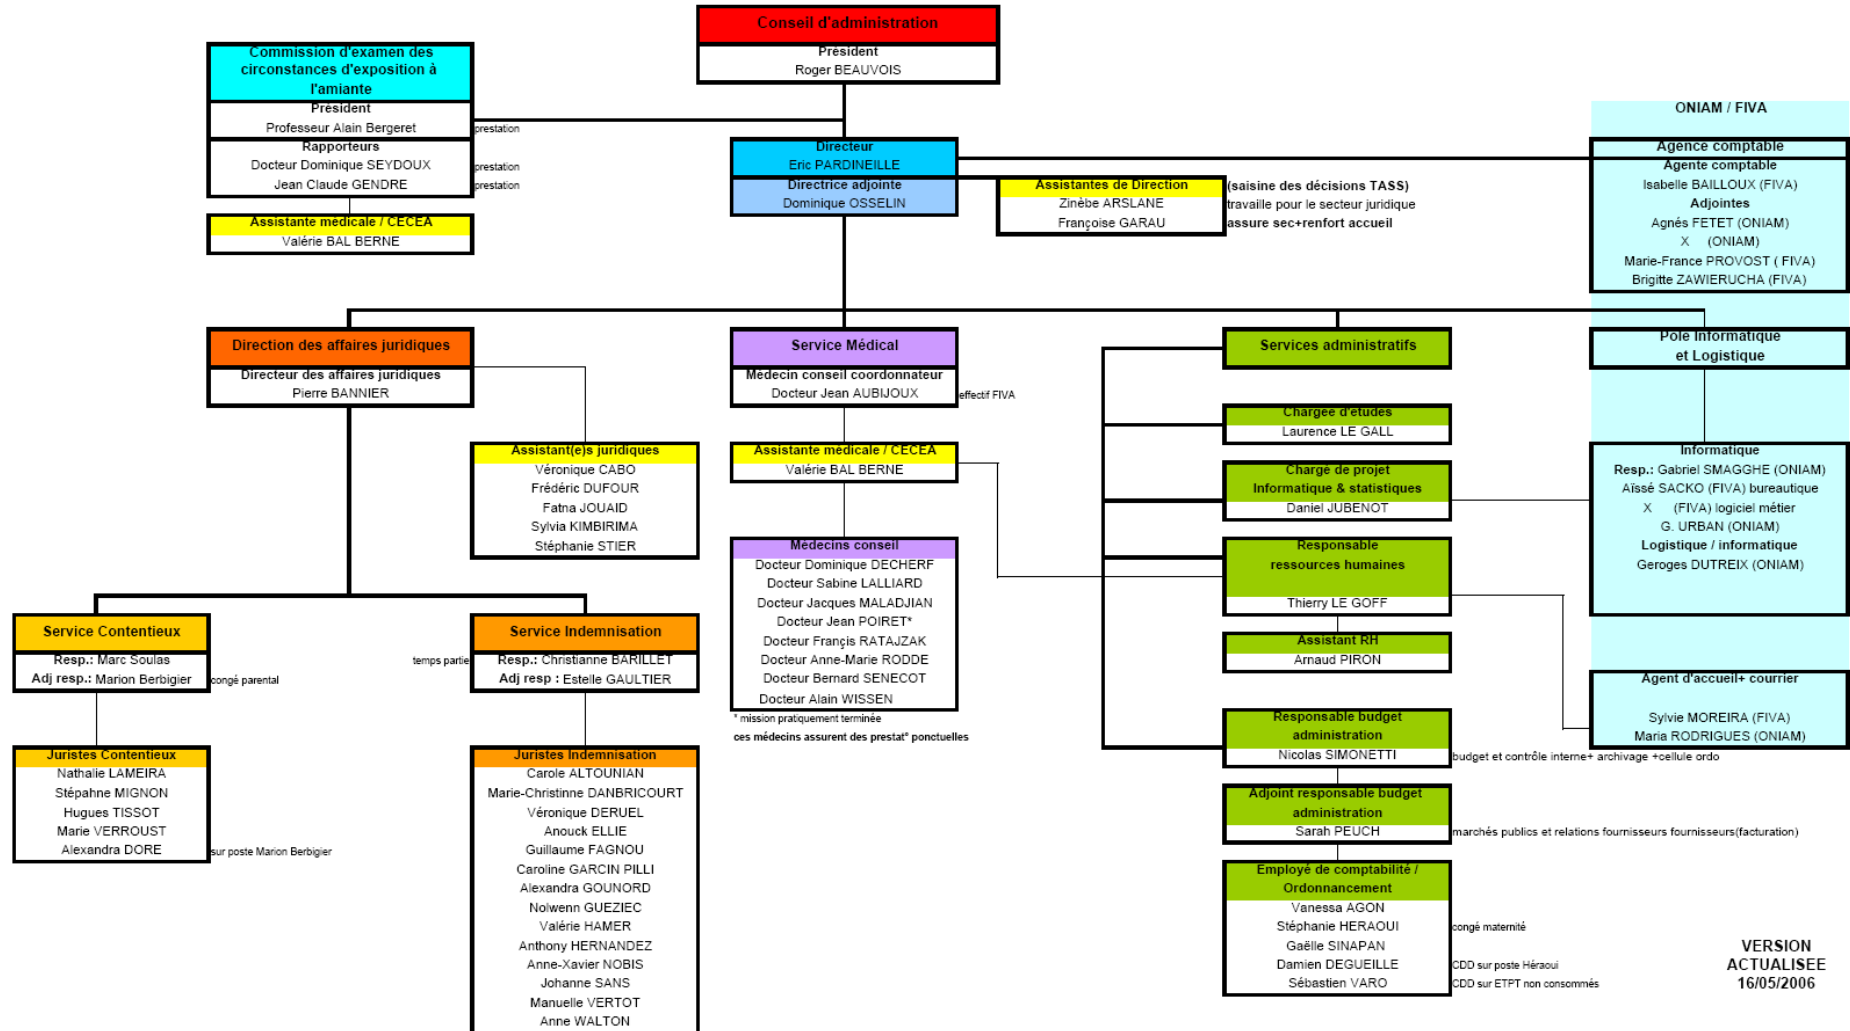 Conseil d'administration
Président
Roger BEAUVOIS
Commission d'examen des
circonstances d'exposition à
l'amiante
Président
Professeur Alain Bergeret
prestation
Rapporteurs
Docteur Dominique SEYDOUX
prestation
Jean Claude GENDRE
prestation
Assistante médicale / CECEA
Valérie BAL BERNE
Directeur
Eric PARDINEILLE
Directrice adjointe
Dominique OSSELIN
Assistantes de Direction
(saisine des décisions TASS)
Zinèbe ARSLANE
travaille pour le secteur juridique
Françoise GARAU
assure sec+renfort accueil
ONIAM / FIVA
Agence comptable
Agente comptable
Isabelle BAILLOUX (FIVA)
Adjointes
Agnés FETET (ONIAM)
X (ONIAM)
Marie-France PROVOST ( FIVA)
Brigitte ZAWIERUCHA (FIVA)
Direction des affaires juridiques
Directeur des affaires juridiques
Pierre BANNIER
Assistant(e)s juridiques
Véronique CABO
Frédéric DUFOUR
Fatna JOUAID
Sylvia KIMBIRIMA
Stéphanie STIER
Service Contentieux
Resp.: Marc Soulas
Adj resp.: Marion Berbigier
congé parental
Juristes Contentieux
Nathalie LAMEIRA
Stépahne MIGNON
Hugues TISSOT
Marie VERROUST
Alexandra DORE
sur poste Marion Berbigier
Service Indemnisation
temps partie
Resp.: Christianne BARILLET
Adj resp : Estelle GAULTIER
Juristes Indemnisation
Carole ALTOUNIAN
Marie-Christinne DANBRICOURT
Véronique DERUEL
Anouck ELLIE
Guillaume FAGNOU
Caroline GARCIN PILLI
Alexandra GOUNORD
Nolwenn GUEZIEC
Valérie HAMER
Anthony HERNANDEZ
Anne-Xavier NOBIS
Johanne SANS
Manuelle VERTOT
Anne WALTON
Service Médical
Médecin conseil coordonnateur
Docteur Jean AUBIJOUX
effectif FIVA
Assistante médicale / CECEA
Valérie BAL BERNE
Médecins conseil
Docteur Dominique DECHERF
Docteur Sabine LALLIARD
Docteur Jacques MALADJIAN
Docteur Jean POIRET*
Docteur Françis RATAJZAK
Docteur Anne-Marie RODDE
Docteur Bernard SENECOT
Docteur Alain WISSEN
* mission pratiquement terminée
ces médecins assurent des prestat° ponctuelles
Services administratifs
Chargée d'etudes
Laurence LE GALL
Chargé de projet
Informatique & statistiques
Daniel JUBENOT
Responsable
ressources humaines
Thierry LE GOFF
Assistant RH
Arnaud PIRON
Responsable budget
administration
Nicolas SIMONETTI
budget et contrôle interne+ archivage +cellule ordo
Adjoint responsable budget
administration
Sarah PEUCH
marchés publics et relations fournisseurs fournisseurs(facturation)
Employé de comptabilité /
Ordonnancement
Vanessa AGON
Stéphanie HERAOUI
congé maternité
Gaëlle SINAPAN
Damien DEGUEILLE
CDD sur poste Héraoui
Sébastien VARO
CDD sur ETPT non consommés
Pôle Informatique
et Logistique
Informatique
Resp.: Gabriel SMAGGHE (ONIAM)
Aïssé SACKO (FIVA) bureautique
X (FIVA) logiciel métier
G. URBAN (ONIAM)
Logistique / informatique
Geroges DUTREIX (ONIAM)
Agent d'accueil+ courrier
Sylvie MOREIRA (FIVA)
Maria RODRIGUES (ONIAM)
VERSION
ACTUALISEE
16/05/2006